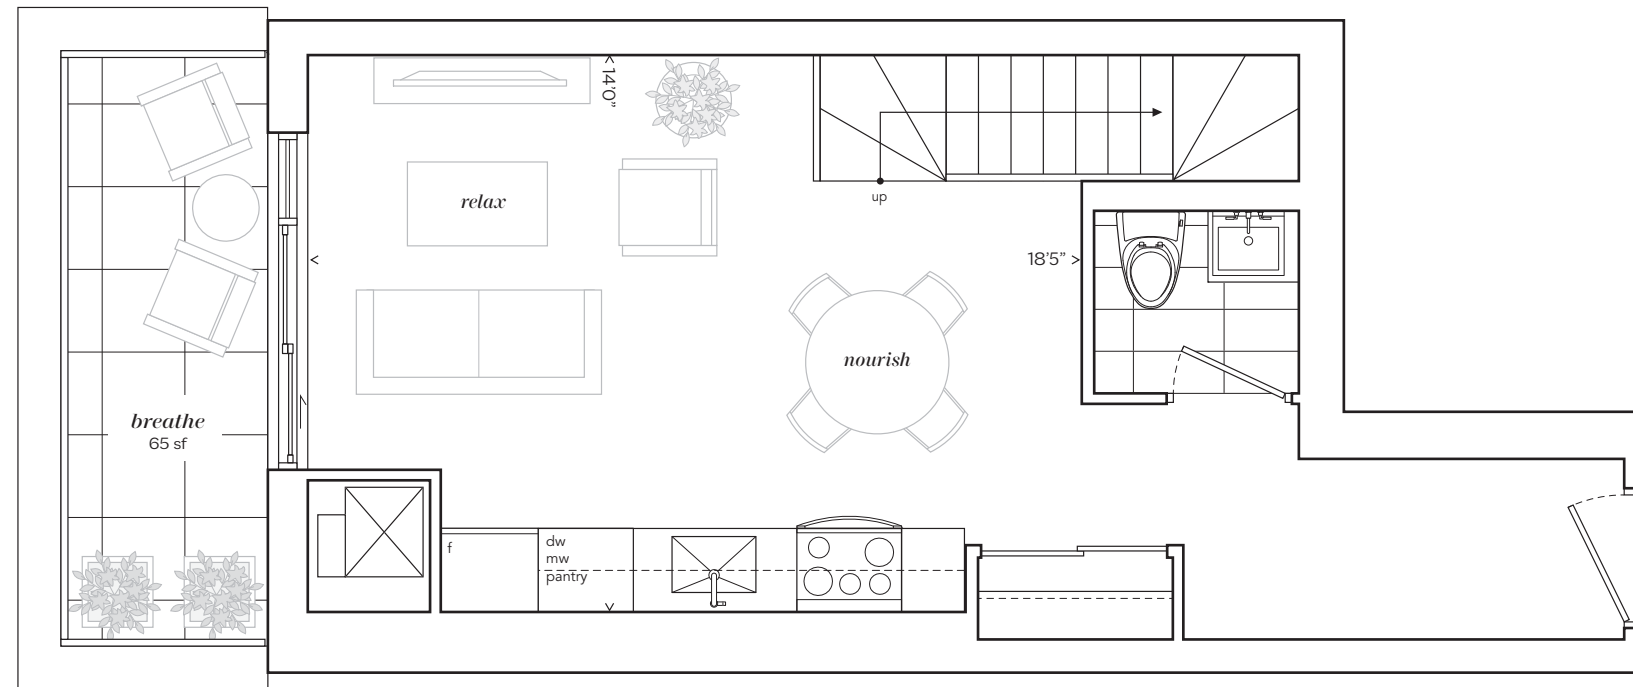 14’0”
relax
up
18’5”
nourish
breathe
65 sf
f
dw
mw
pantry